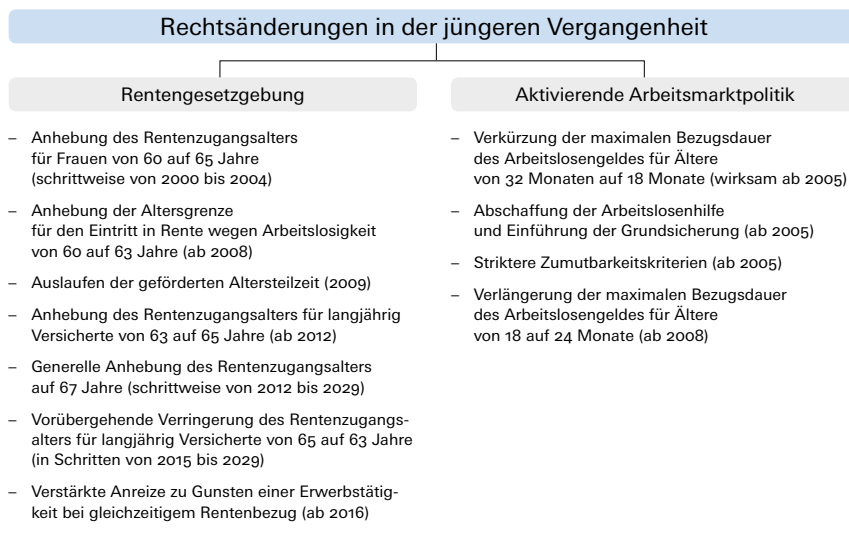 Rechtsänderungen in der jüngeren Vergangenheit
Rentengesetzgebung
– Anhebung des Rentenzugangsalters
für Frauen von 60 auf 65 Jahre
(schrittweise von 2000 bis 2004)
– Anhebung der Altersgrenze
für den Eintritt in Rente wegen Arbeitslosigkeit
von 60 auf 63 Jahre (ab 2008)
– Auslaufen der geförderten Altersteilzeit (2009)
– Anhebung des Rentenzugangsalters für langjährig
Versicherte von 63 auf 65 Jahre (ab 2012)
– Generelle Anhebung des Rentenzugangsalters
auf 67 Jahre (schrittweise von 2012 bis 2029)
– Vorübergehende Verringerung des Rentenzugangs-
alters für langjährig Versicherte von 65 auf 63 Jahre
(in Schritten von 2015 bis 2029)
– Verstärkte Anreize zu Gunsten einer Erwerbstätig-
keit bei gleichzeitigem Rentenbezug (ab 2016)
Aktivierende Arbeitsmarktpolitik
– Verkürzung der maximalen Bezugsdauer
des Arbeitslosengeldes für Ältere
von 32 Monaten auf 18 Monate (wirksam ab 2005)
– Abschaffung der Arbeitslosenhilfe
und Einführung der Grundsicherung (ab 2005)
– Striktere Zumutbarkeitskriterien (ab 2005)
– Verlängerung der maximalen Bezugsdauer
des Arbeitslosengeldes für Ältere
von 18 auf 24 Monate (ab 2008)